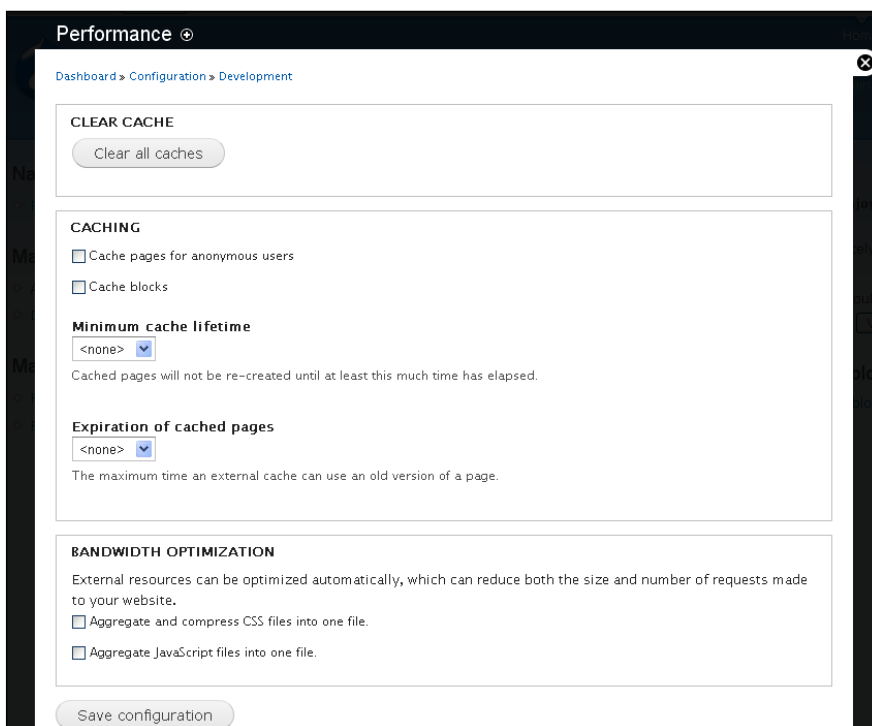 Performance
Dashboard » Configuration » Development
CLEAR CACHE
Clear all caches
CACHING
Cache pages for anonymous users
Cache blocks
Minimum cache lifetime
<none>
Cached pages will not be re-created until at least this much time has elapsed.
Expiration of cached pages
<none>
The maximum time an external cache can use an old version of a page.
BANDWIDTH OPTIMIZATION
External resources can be optimized automatically, which can reduce both the size and number of requests made
to your website.
Aggregate and compress CSS files into one file.
Aggregate JavaScript files into one file.
Save configuration